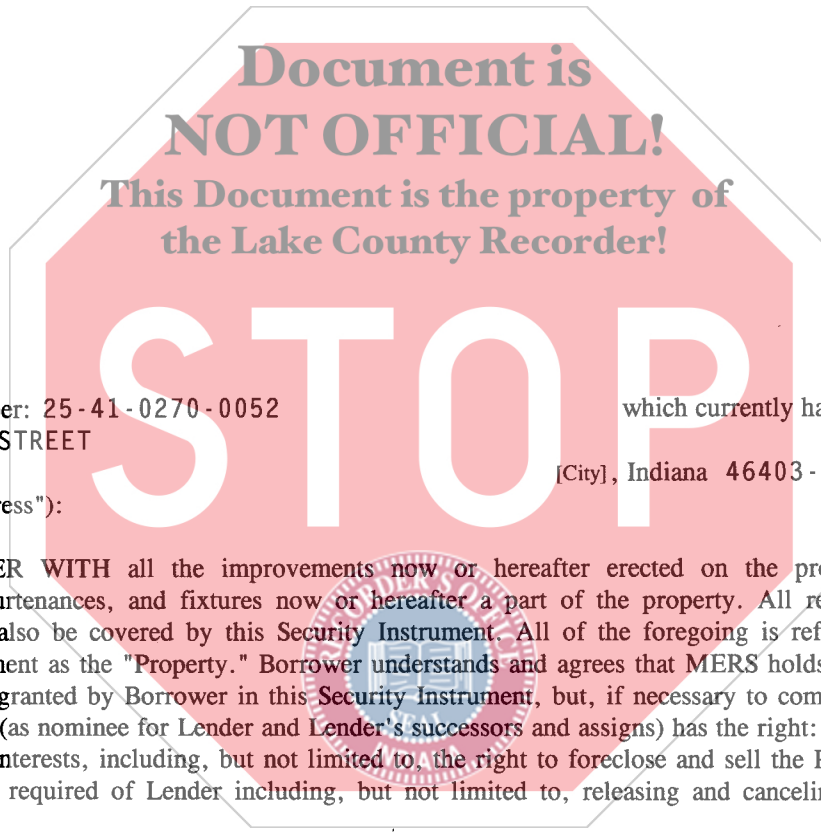 Document is
NOT OFFICIAL!
This Document is the property of
the Lake County Recorder!
STOP
er: 25-41-0270-0052 which currently ha
STREET
[City], Indiana 46403-
ress"):
ER WITH all the improvements now or hereafter erected on the pro
urtenances, and fixtures now or hereafter a part of the property. All re
also be covered by this Security Instrument. All of the foregoing is ref
nent as the "Property." Borrower understands and agrees that MERS holds
granted by Borrower in this Security Instrument, but, if necessary to com
(as nominee for Lender and Lender's successors and assigns) has the right:
nterests, including, but not limited to, the right to foreclose and sell the P
required of Lender including, but not limited to, releasing and cancelin
RECORDER'S OFFICE
SEAL